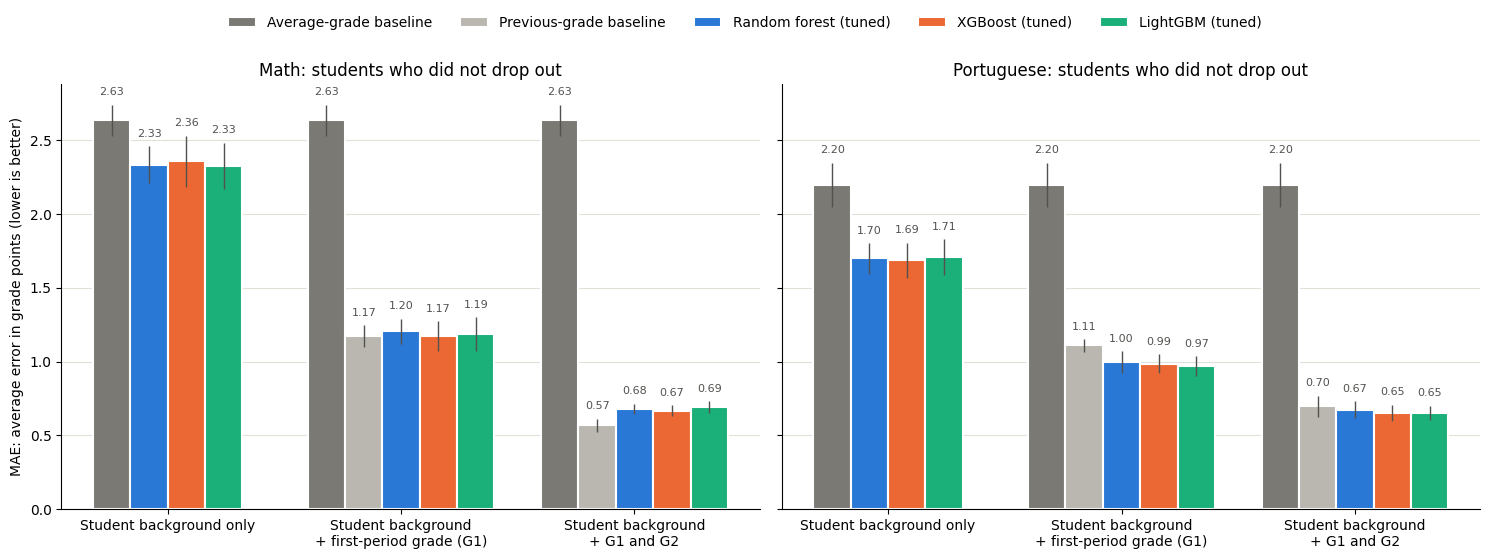 Average-grade baseline
Previous-grade baseline
Random forest (tuned)
XGBoost (tuned)
LightGBM (tuned)
Math: students who did not drop out
MAE: average error in grade points (lower is better)
2.5
2.0
1.5
1.0
0.5
0.0
2.63
2.33
2.36
2.33
2.63
1.17
1.20
1.17
1.19
2.63
0.57
0.68
0.67
0.69
Student background only
Student background
+ first-period grade (G1)
Student background
+ G1 and G2
Portuguese: students who did not drop out
2.20
1.70
1.69
1.71
2.20
1.11
1.00
0.99
0.97
2.20
0.70
0.67
0.65
0.65
Student background only
Student background
+ first-period grade (G1)
Student background
+ G1 and G2